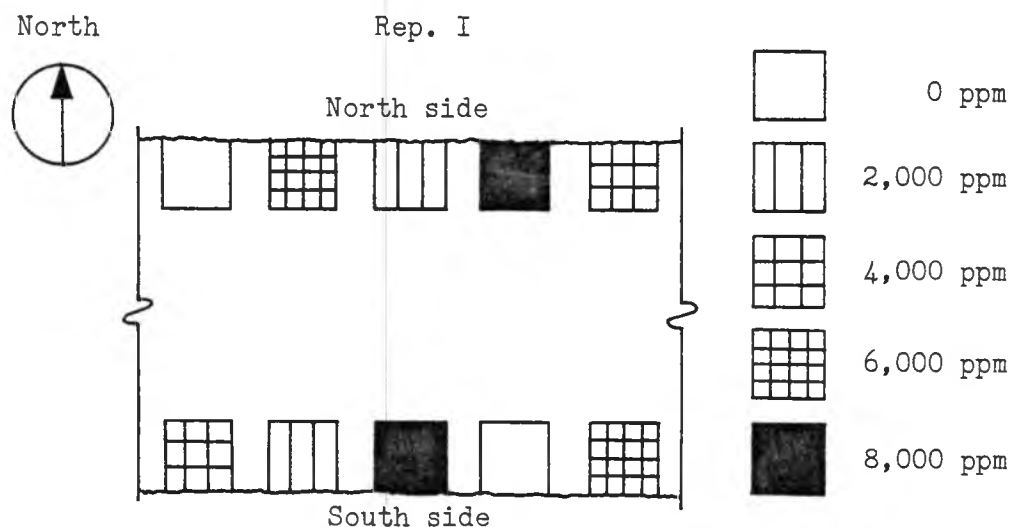 North
Rep. I
North side
0 ppm
2,000 ppm
4,000 ppm
6,000 ppm
8,000 ppm
South side